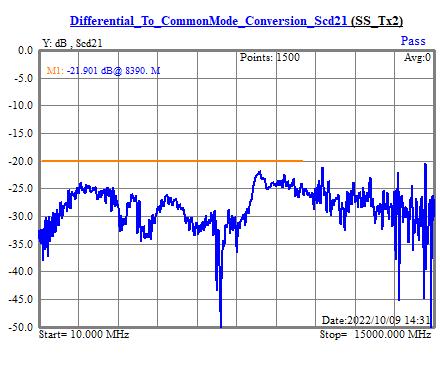 Differential_To_CommonMode_Conversion_Scd21 (SS_Tx2)
Y: dB , Scd21
Pass
Points: 1500
Avg:0
M1: -21.901 dB@ 8390. M
0.0
-5.0
-10.0
-15.0
-20.0
-25.0
-30.0
-35.0
-40.0
-45.0
-50.0
Date:2022/10/09 14:31
Start= 10.000 MHz
Stop= 15000.000 MHz